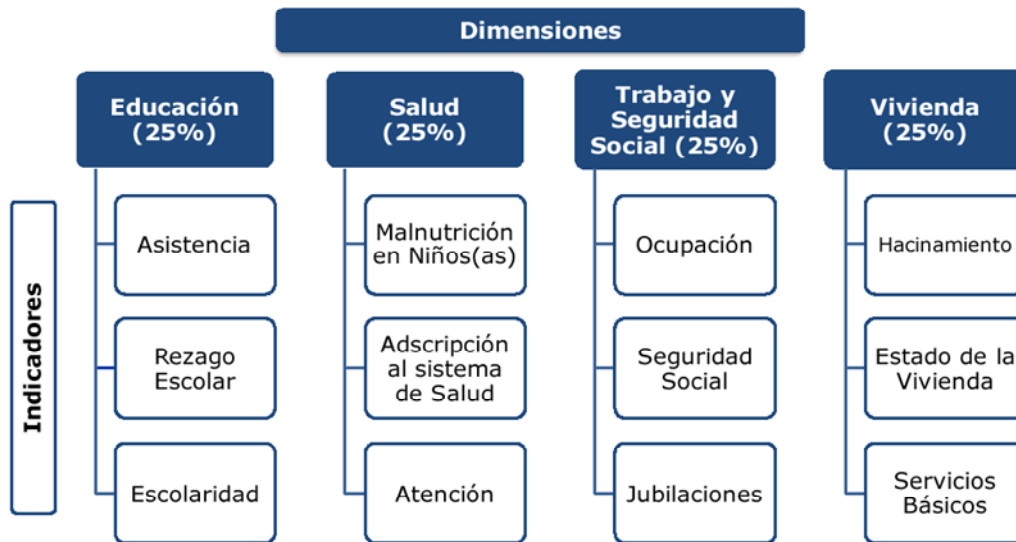 Dimensiones
Educación
(25%)
Salud
(25%)
Trabajo y
Seguridad
Social (25%)
Vivienda
(25%)
Indicadores
Asistencia
Malnutrición
en Niños(as)
Ocupación
Hacinamiento
Rezago
Escolar
Adscripción
al sistema
de Salud
Seguridad
Social
Estado de la
Vivienda
Escolaridad
Atención
Jubilaciones
Servicios
Básicos